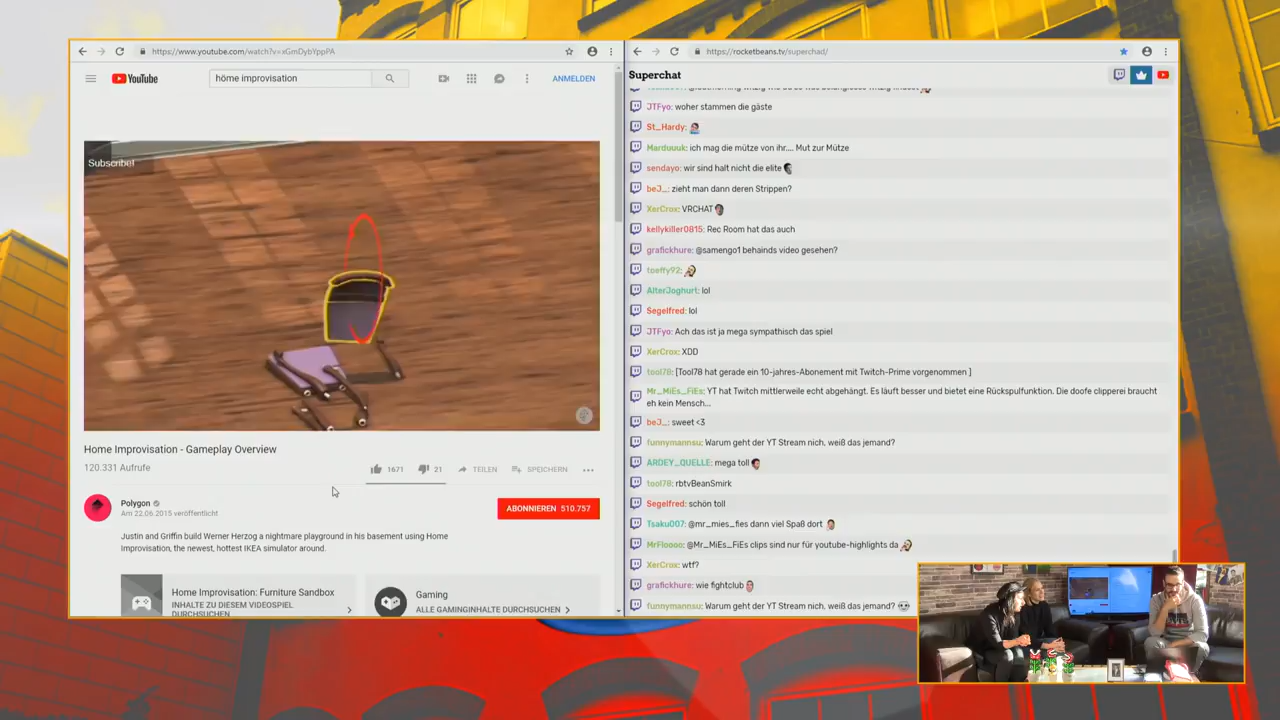 https://www.youtube.com/watch?v=xGmDybYppPA
YouTube
höme improvisation
ANMELDEN
Subscribe!
Home Improvisation - Gameplay Overview
120.331 Aufrufe
1671
21
TEILEN
SPEICHERN
Polygon
Am 22.06.2015 veröffentlicht
ABONNIEREN 510.757
Justin and Griffin build Werner Herzog a nightmare playground in his basement using Home
Improvisation, the newest, hottest IKEA simulator around.
Home Improvisation: Furniture Sandbox
INHALTE ZU DIESEM VIDEOSPIEL
DURCHSUCHEN
Gaming
ALLE GAMINGINHALTE DURCHSUCHEN
https://rocketbeans.tv/superchad/
Superchat
JTFyo: woher stammen die gäste
St_Hardy:
Marduuuk: ich mag die mütze von ihr.... Mut zur Mütze
sendayo: wir sind halt nicht die elite
beJ_: zieht man dann deren Strippen?
XerCrox: VRCHAT
kellykiller0815: Rec Room hat das auch
grafickhure: @samengo1 behainds video gesehen?
toeffy92:
AlterJoghurt: lol
Segelfred: lol
JTFyo: Ach das ist ja mega sympathisch das spiel
XerCrox: XDD
tool78: [Tool78 hat gerade ein 10-jahres-Abonement mit Twitch-Prime vorgenommen ]
Mr_MiEs_FiEs: YT hat Twitch mittlerweile echt abgehängt. Es läuft besser und bietet eine Rückspulfunktion. Die doofe clipperei braucht
eh kein Mensch...
beJ_: sweet <3
funnymannsu: Warum geht der YT Stream nich, weiß das jemand?
ARDEY_QUELLE: mega toll
tool78: rbtvBeanSmirk
Segelfred: schön toll
Tsaku007: @mr_mies_fies dann viel Spaß dort
MrFloooo: @Mr_MiEs_FiEs clips sind nur für youtube-highlights da
XerCrox: wtf?
grafickhure: wie fightclub
funnymannsu: Warum geht der YT Stream nich, weiß das jemand?